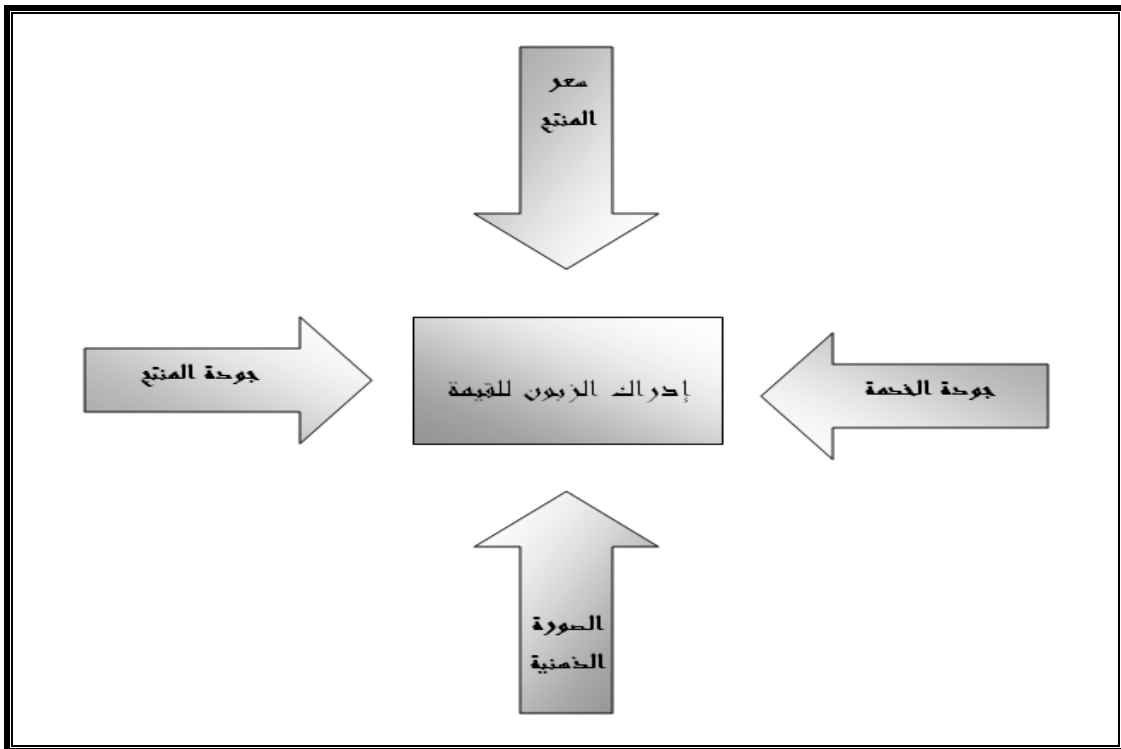 سعر
المنتج
جودة المنتج
إدراك الزبون للقيمة
جودة الخدمة
الصورة
الذهنية